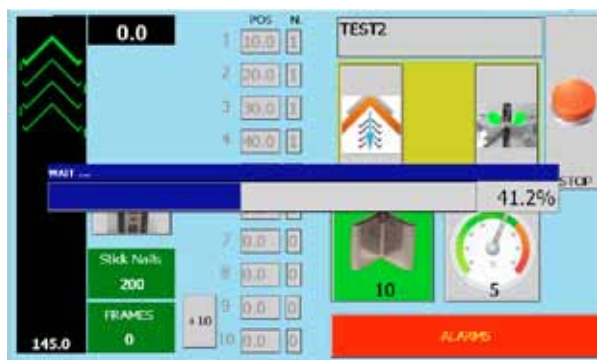 0.0
POS N.
1 10.0 1
2 20.0 1
3 30.0 1
4 40.0 1
TEST2
STOP
WAIT ...
41.2%
7 0.0 0
8 0.0 0
9 0.0 0
10 0.0 0
Stick Nails
200
FRAMES
0
+10
145.0
10
5
ALARMS